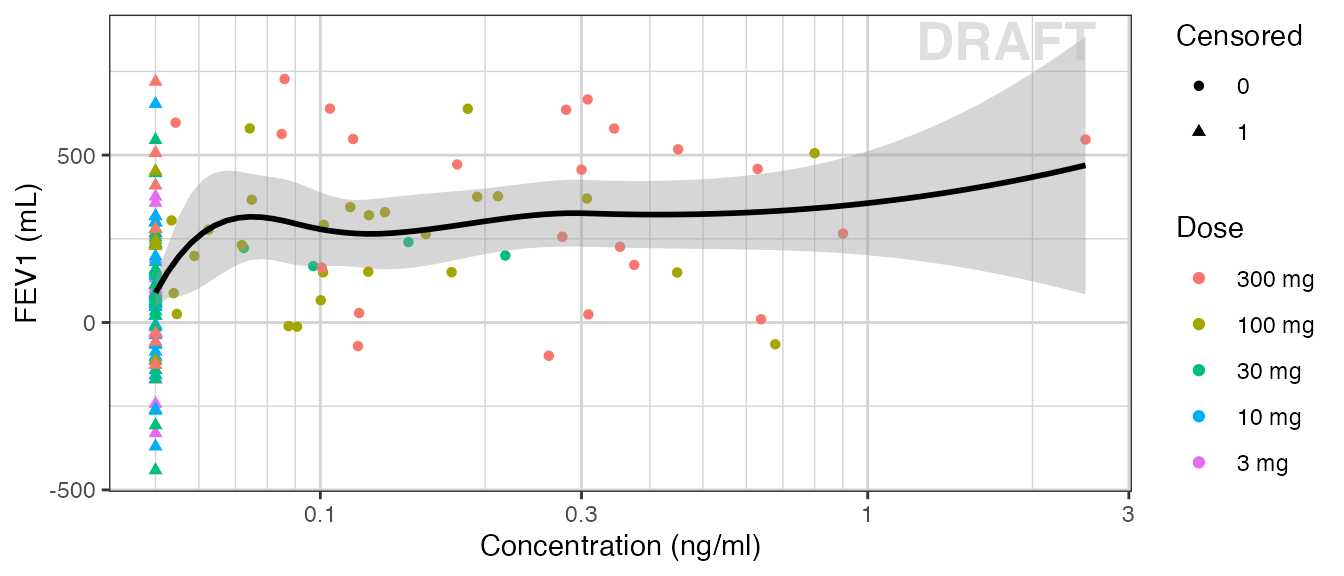 DRAFT
FEV1 (mL)
500
0
-500
0.1
0.3
1
3
Concentration (ng/ml)
Censored
0
1
Dose
300 mg
100 mg
30 mg
10 mg
3 mg